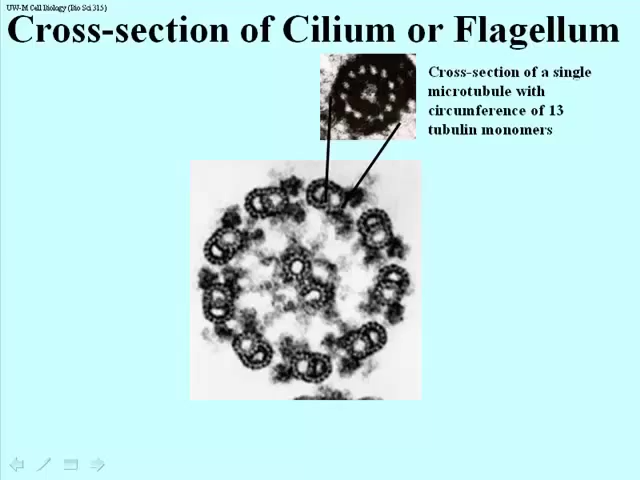 UW-M Cell Biology (Bio Sci 315)
Cross-section of Cilium or Flagellum
Cross-section of a single
microtubule with
circumference of 13
tubulin monomers